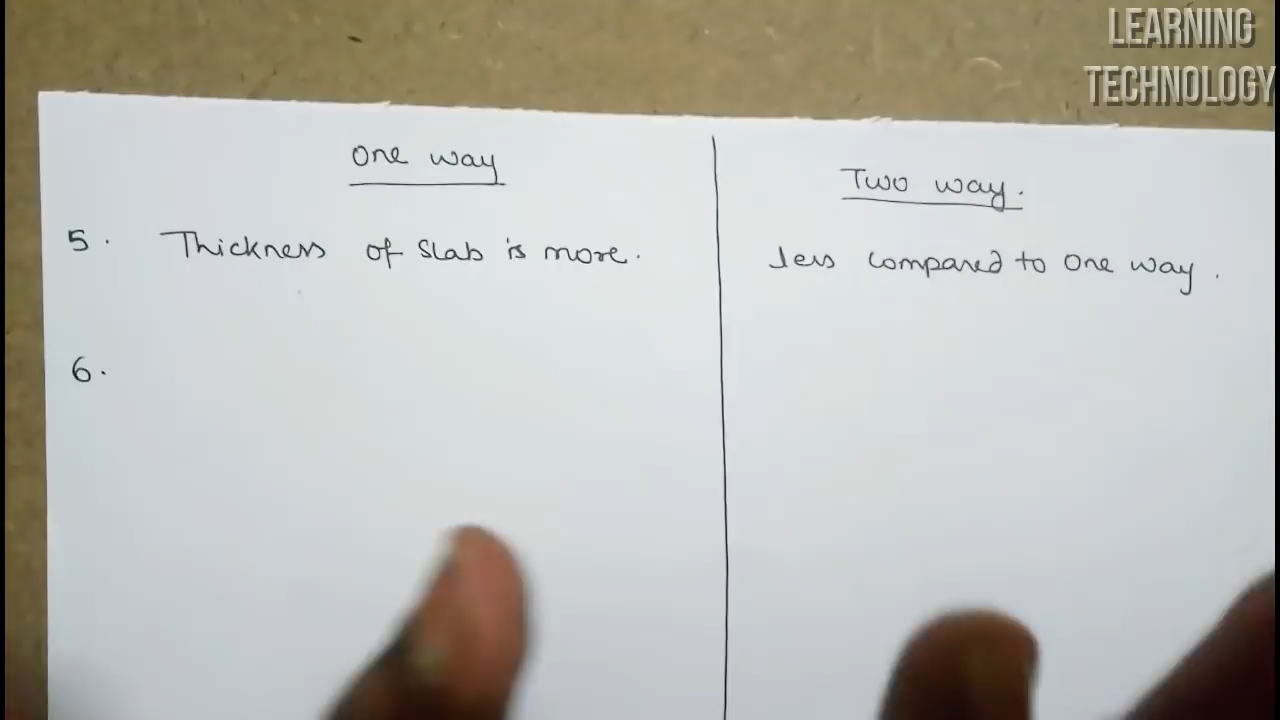 LEARNING
TECHNOLOGY
One way
Two way.
5. Thickness of slab is more.
less compared to one way.
6.